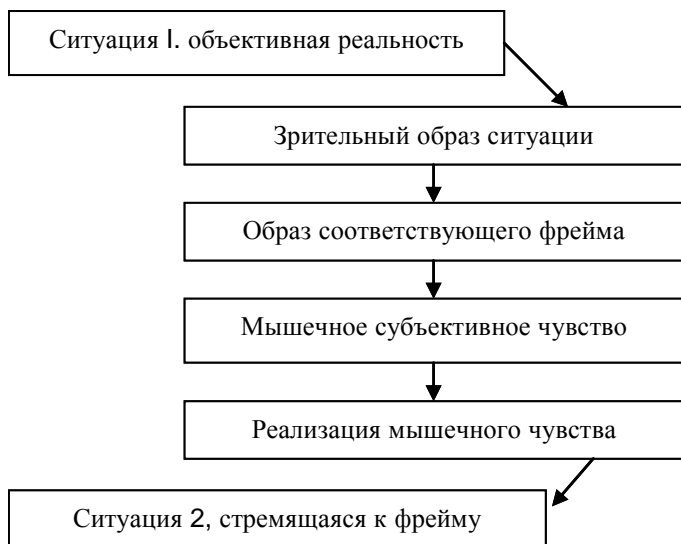 Ситуация I. объективная реальность
Зрительный образ ситуации
Образ соответствующего фрейма
Мышечное субъективное чувство
Реализация мышечного чувства
Ситуация 2, стремящаяся к фрейму